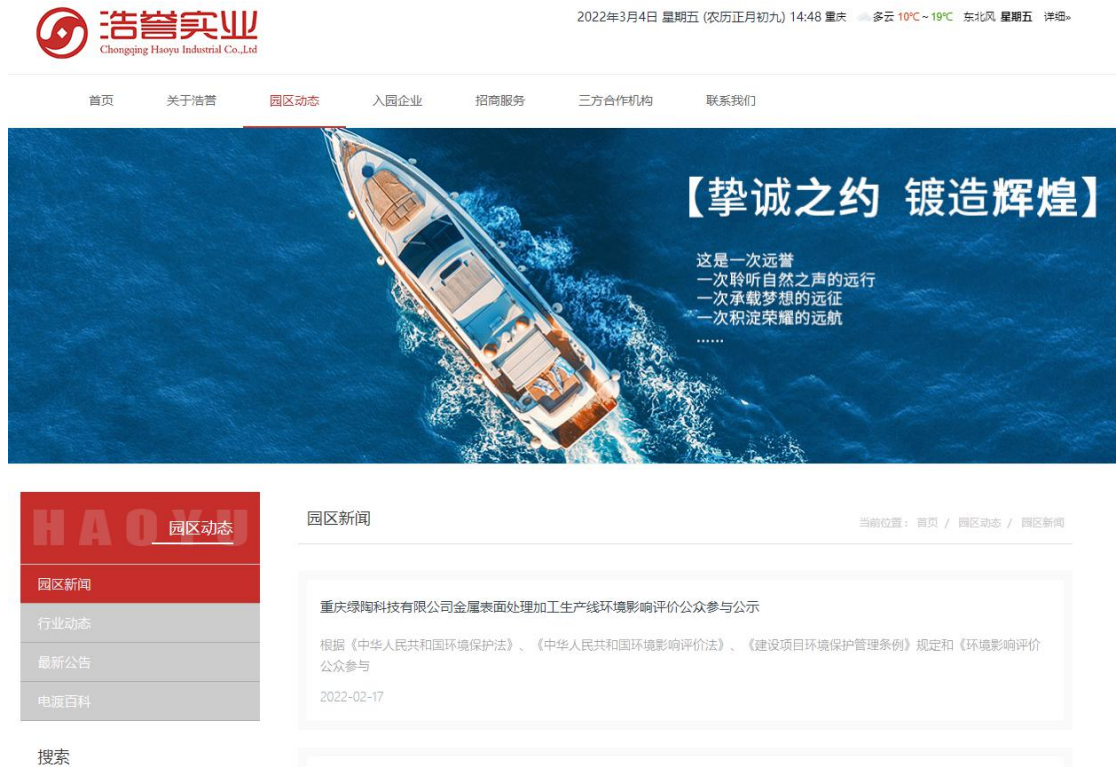 浩誉实业
Chongqing Haoyu Industrial Co.,Ltd
2022年3月4日 星期五 (农历正月初九) 14:48 重庆 多云 10℃~19℃ 东北风 星期五 详细»
首页 关于浩誉 园区动态 入园企业 招商服务 三方合作机构 联系我们
【挚诚之约 镀造辉煌】
这是一次远誉
一次聆听自然之声的远行
一次承载梦想的远征
一次积淀荣耀的远航
……
HAOYU 园区动态
园区新闻
行业动态
最新公告
电渡百科
搜索
园区新闻
当前位置: 首页 / 园区动态 / 园区新闻
重庆绿陶科技有限公司金属表面处理加工生产线环境影响评价公众参与公示
根据《中华人民共和国环境保护法》、《中华人民共和国环境影响评价法》、《建设项目环境保护管理条例》规定和《环境影响评价
公众参与
2022-02-17